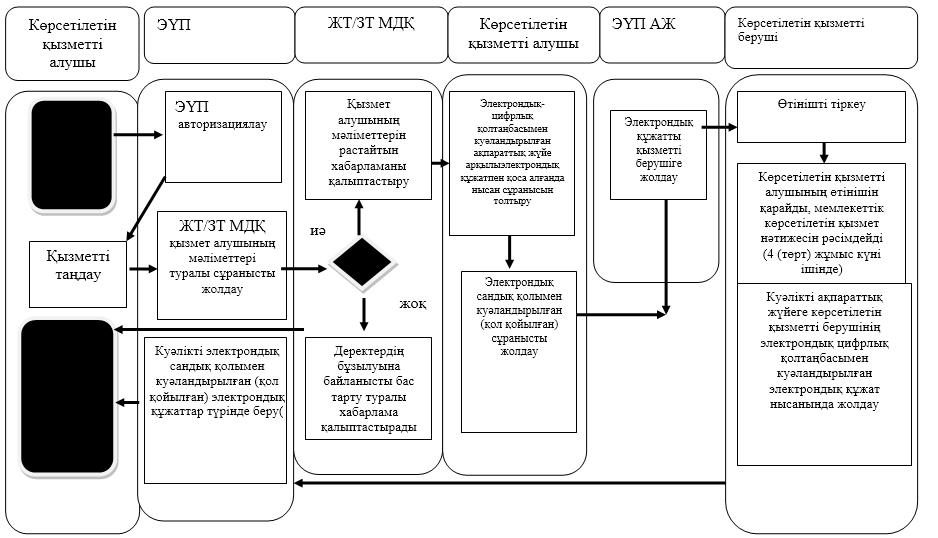 Көрсетілетін
қызметті
алушы
ЭҮП
ЖТ/ЗТ МДҚ
Көрсетілетін
қызметті алушы
ЭҮП АЖ
Көрсетілетін қызметті
беруші
ЭҮП
авторизациялау
Қызметті
таңдау
ЖТ/ЗТ МДҚ
қызмет алушының
мәліметтері
туралы сұранысты
жолдау
Куәлікті электрондық
сандық қолымен
куәландырылған (қол
қойылған) электрондық
құжаттар түрінде беру(
Қызмет
алушының
мәліметтерін
растайтын
хабарламаны
қалыптастыру
иә
жоқ
Деректердің
бұзылуына
байланысты бас
тарту туралы
хабарлама
қалыптастырады
Электрондық-
цифрлық
қолтанбасымен
куәландырылған
ақпараттық жүйе
арқылыэлектрондық
құжатпен қоса алғанда
нысан сұранысын
толтыру
Электрондық
сандық қолымен
куәландырылған
(қол қойылған)
сұранысты
жолдау
Электрондық
құжатты
қызметті
берушіге
жолдау
Өтінішті тіркеу
Көрсетілетін қызметті
алушының өтінішін
қарайды, мемлекеттік
көрсетілетін қызмет
нәтижесін рәсімдейді
(4 (төрт) жұмыс күні
ішінде)
Куәлікті ақпараттық
жүйеге көрсетілетін
қызметті берушінің
электрондық цифрлық
қолтаңбасымен
куәландырылған
электрондық құжат
нысанында жолдау